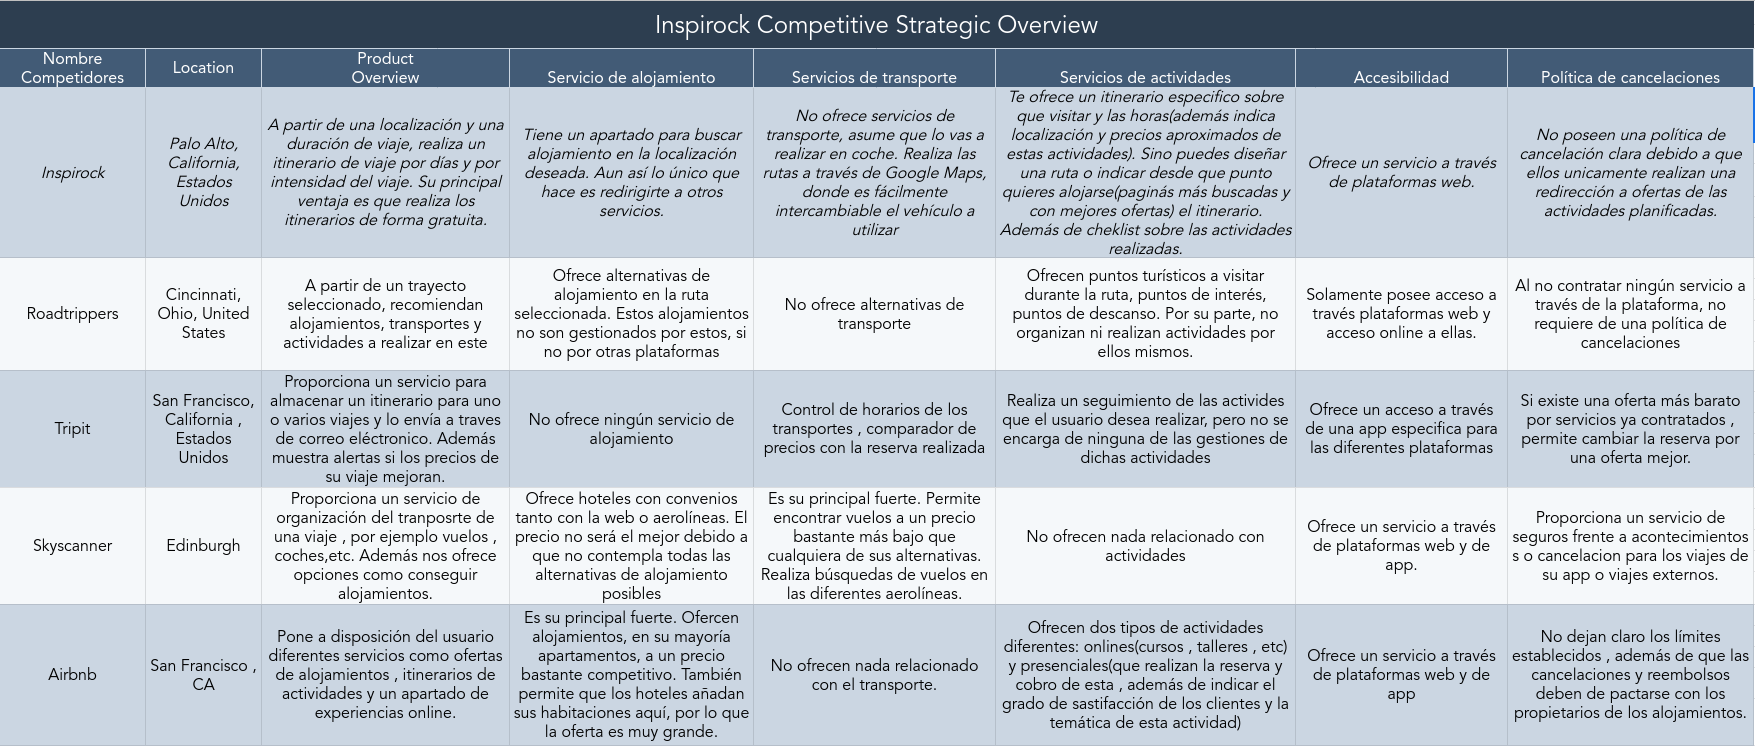 Inspirock Competitive Strategic Overview
Nombre
Competidores
Location
Product
Overview
Servicio de alojamiento
Servicios de transporte
Servicios de actividades
Accesibilidad
Política de cancelaciones
Inspirock
Palo Alto,
California,
Estados
Unidos
A partir de una localización y una
duración de viaje, realiza un
itinerario de viaje por días y por
intensidad del viaje. Su principal
ventaja es que realiza los
itinerarios de forma gratuita.
Tiene un apartado para buscar
alojamiento en la localización
deseada. Aun así lo único que
hace es redirigirte a otros
servicios.
No ofrece servicios de
transporte, asume que lo vas a
realizar en coche. Realiza las
rutas a través de Google Maps,
donde es fácilmente
intercambiable el vehículo a
utilizar
Te ofrece un itinerario especifico sobre
que visitar y las horas(además indica
localización y precios aproximados de
estas actividades). Sino puedes diseñar
una ruta o indicar desde que punto
quieres alojarse(paginás más buscadas y
con mejores ofertas) el itinerario.
Además de cheklist sobre las actividades
realizadas.
Ofrece un servicio a través
de plataformas web.
No poseen una política de
cancelación clara debido a que
ellos unicamente realizan una
redirección a ofertas de las
actividades planificadas.
Roadtrippers
Cincinnati,
Ohio, United
States
A partir de un trayecto
seleccionado, recomiendan
alojamientos, transportes y
actividades a realizar en este
Ofrece alternativas de
alojamiento en la ruta
seleccionada. Estos alojamientos
no son gestionados por estos, si
no por otras plataformas
No ofrece alternativas de
transporte
Ofrecen puntos turísticos a visitar
durante la ruta, puntos de interés,
puntos de descanso. Por su parte, no
organizan ni realizan actividades por
ellos mismos.
Solamente posee acceso a
través plataformas web y
acceso online a ellas.
Al no contratar ningún servicio a
través de la plataforma, no
requiere de una política de
cancelaciones
Tripit
San Francisco,
California ,
Estados
Unidos
Proporciona un servicio para
almacenar un itinerario para uno
o varios viajes y lo envía a traves
de correo eléctronico. Además
muestra alertas si los precios de
su viaje mejoran.
No ofrece ningún servicio de
alojamiento
Control de horarios de los
transportes , comparador de
precios con la reserva realizada
Realiza un seguimiento de las activides
que el usuario desea realizar, pero no se
encarga de ninguna de las gestiones de
dichas actividades
Ofrece un acceso a través
de una app especifica para
las diferentes plataformas
Si existe una oferta más barato
por servicios ya contratados ,
permite cambiar la reserva por
una oferta mejor.
Skyscanner
Edinburgh
Proporciona un servicio de
organización del tranposrte de
una viaje , por ejemplo vuelos ,
coches,etc. Además nos ofrece
opciones como conseguir
alojamientos.
Ofrece hoteles con convenios
tanto con la web o aerolíneas. El
precio no será el mejor debido a
que no contempla todas las
alternativas de alojamiento
posibles
Es su principal fuerte. Permite
encontrar vuelos a un precio
bastante más bajo que
cualquiera de sus alternativas.
Realiza búsquedas de vuelos en
las diferentes aerolíneas.
No ofrecen nada relacionado con
actividades
Ofrece un servicio a través
de plataformas web y de
app.
Proporciona un servicio de
seguros frente a acontecimientos
s o cancelacion para los viajes de
su app o viajes externos.
Airbnb
San Francisco ,
CA
Pone a disposición del usuario
diferentes servicios como ofertas
de alojamientos , itinerarios de
actividades y un apartado de
experiencias online.
Es su principal fuerte. Ofercen
alojamientos, en su mayoría
apartamentos, a un precio
bastante competitivo. También
permite que los hoteles añadan
sus habitaciones aquí, por lo que
la oferta es muy grande.
No ofrecen nada relacionado
con el transporte.
Ofrecen dos tipos de actividades
diferentes: onlines(cursos , talleres , etc)
y presenciales(que realizan la reserva y
cobro de esta , además de indicar el
grado de sastifacción de los clientes y la
temática de esta actividad)
Ofrece un servicio a través
de plataformas web y de
app
No dejan claro los límites
establecidos , además de que las
cancelaciones y reembolsos
deben de pactarse con los
propietarios de los alojamientos.